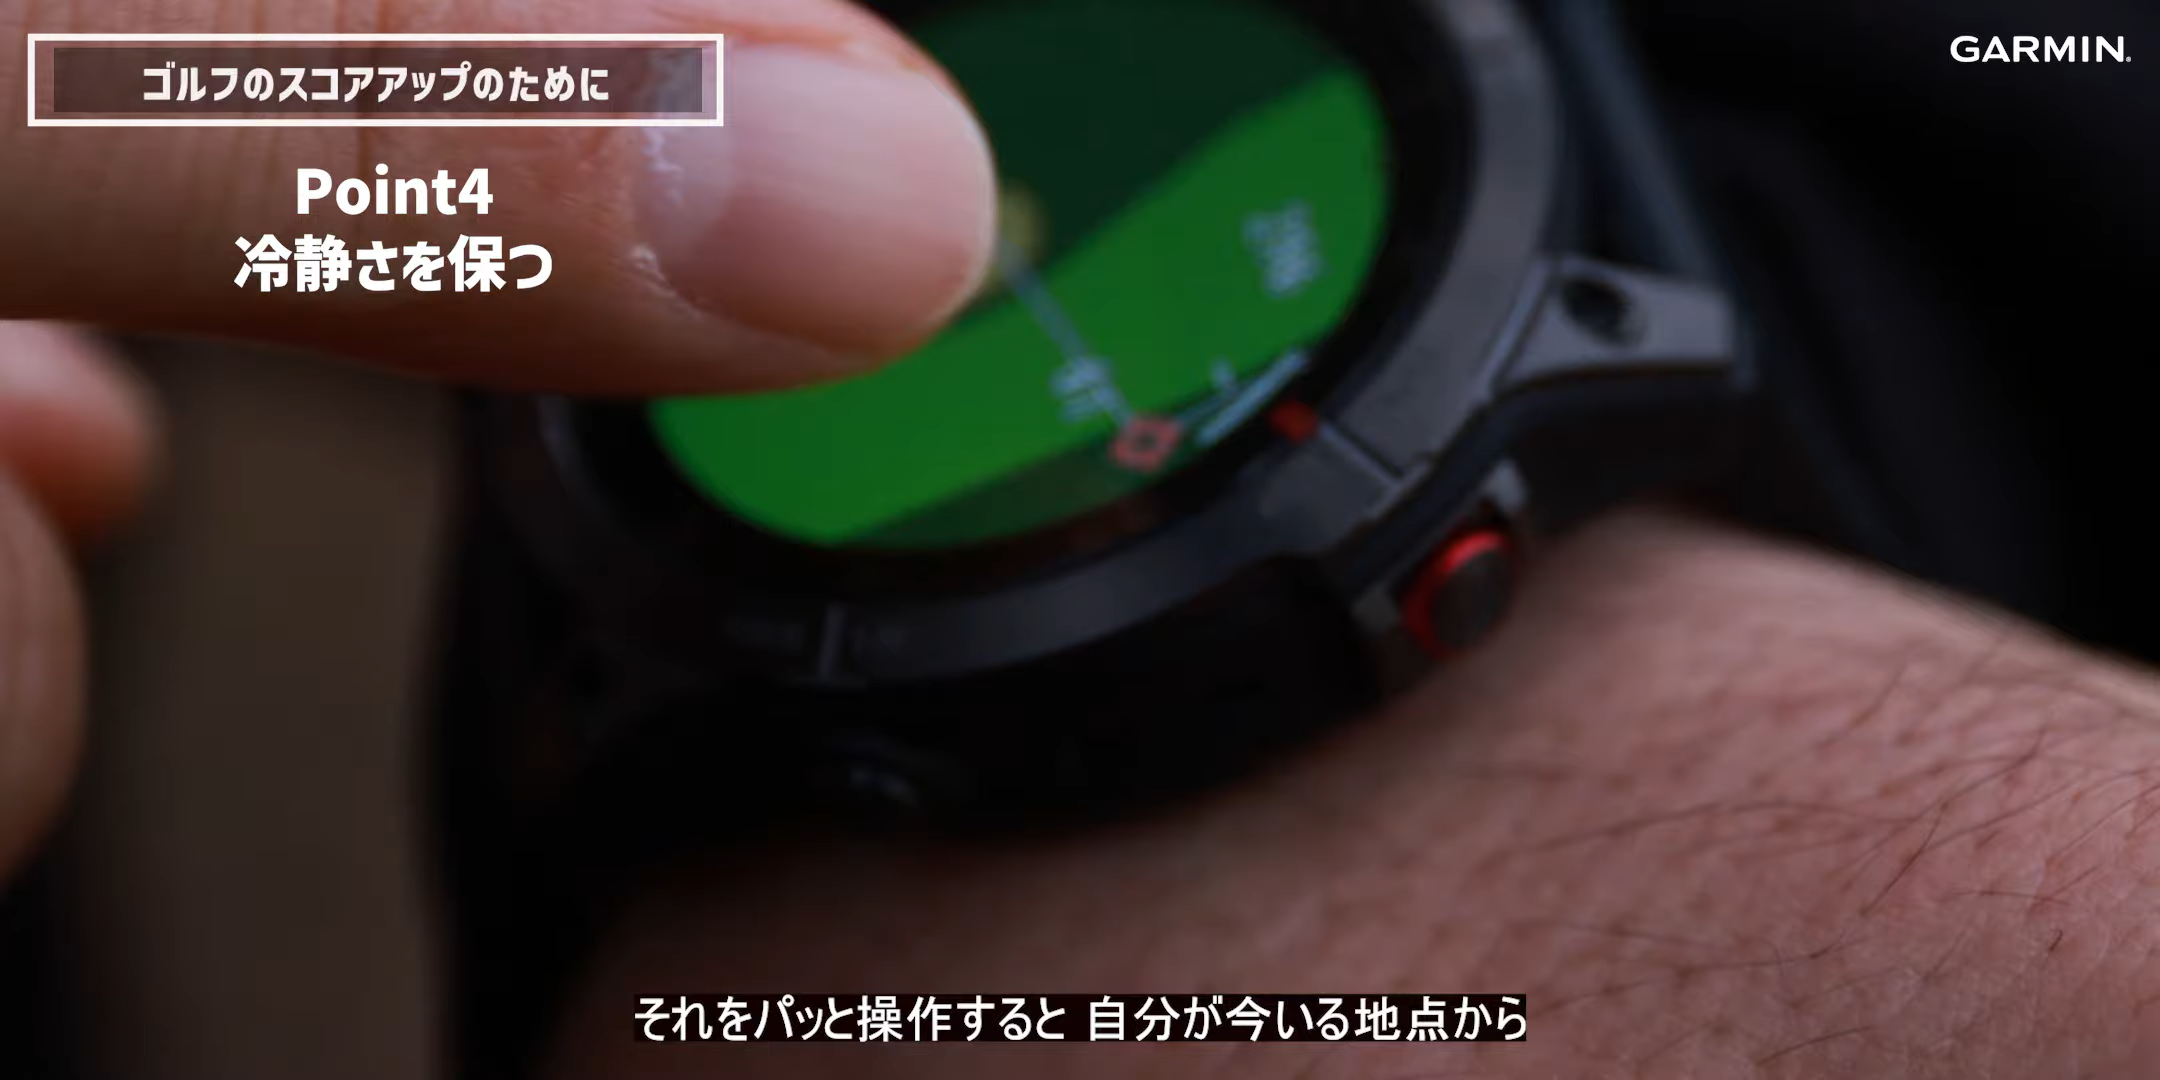 ゴルフのスコアアップのために
GARMIN
Point4
冷静さを保つ
それをパッと操作すると 自分が今いる地点から